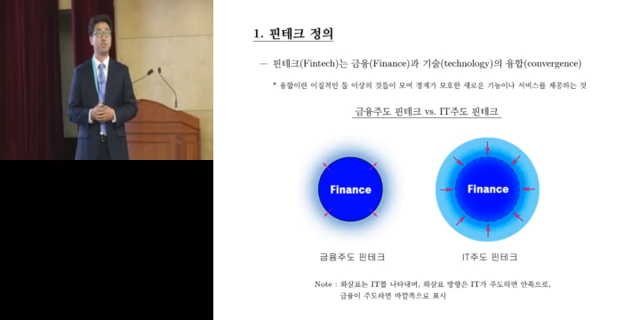 1. 핀테크 정의
— 핀테크(Fintech)는 금융(Finance)과 기술(technology)의 융합(convergence)
* 융합이란 이질적인 둘 이상의 것들이 모여 경계가 모호한 새로운 기능이나 서비스를 제공하는 것
금융주도 핀테크 vs. IT주도 핀테크
Finance Finance
금융주도 핀테크 IT주도 핀테크
Note : 화살표는 IT를 나타내며, 화살표 방향은 IT가 주도하면 안쪽으로,
금융이 주도하면 바깥쪽으로 표시